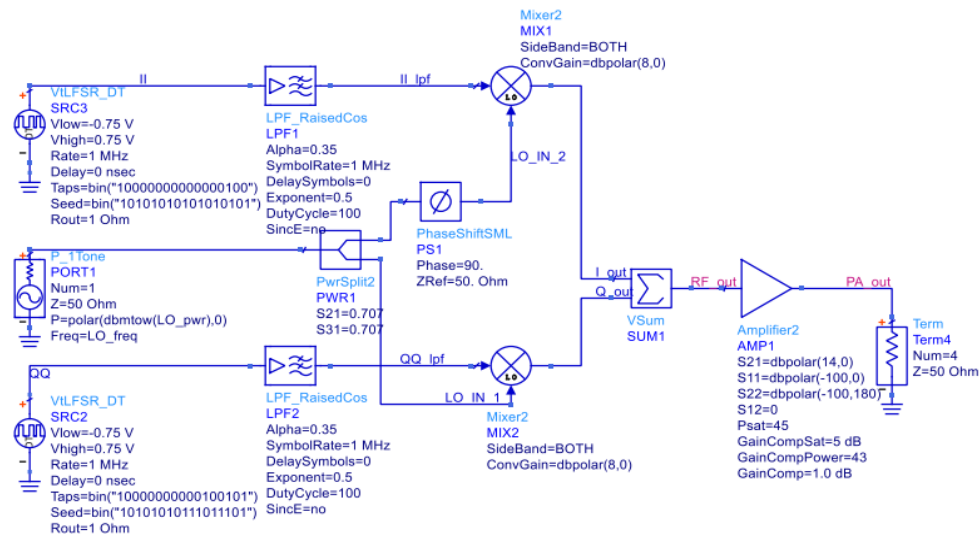 Mixer2
MIX1
SideBand=BOTH
ConvGain=dbpolar(8,0)
II
II_lpf
LO
VtLFSR_DT
SRC3
Vlow=-0.75 V
Vhigh=0.75 V
Rate=1 MHz
Delay=0 nsec
Taps=bin("10000000000000100")
Seed=bin("10101010101010101")
Rout=1 Ohm
LPF_RaisedCos
LPF1
Alpha=0.35
SymbolRate=1 MHz
DelaySymbols=0
Exponent=0.5
DutyCycle=100
SincE=no
LO_IN_2
PhaseShiftSML
PS1
Phase=90.
ZRef=50. Ohm
P_1Tone
PORT1
Num=1
Z=50 Ohm
P=polar(dbmtow(LO_pwr),0)
Freq=LO_freq
PwrSplit2
PWR1
S21=0.707
S31=0.707
I_out
Q_out
VSum
SUM1
RF_out
PA_out
Amplifier2
AMP1
S21=dbpolar(14,0)
S11=dbpolar(-100,0)
S22=dbpolar(-100,180)
S12=0
Psat=45
GainCompSat=5 dB
GainCompPower=43
GainComp=1.0 dB
Term
Term4
Num=4
Z=50 Ohm
QQ
QQ_lpf
LO
LO_IN_1
VtLFSR_DT
SRC2
Vlow=-0.75 V
Vhigh=0.75 V
Rate=1 MHz
Delay=0 nsec
Taps=bin("10000000000100101")
Seed=bin("10101010111011101")
Rout=1 Ohm
LPF_RaisedCos
LPF2
Alpha=0.35
SymbolRate=1 MHz
DelaySymbols=0
Exponent=0.5
DutyCycle=100
SincE=no
Mixer2
MIX2
SideBand=BOTH
ConvGain=dbpolar(8,0)